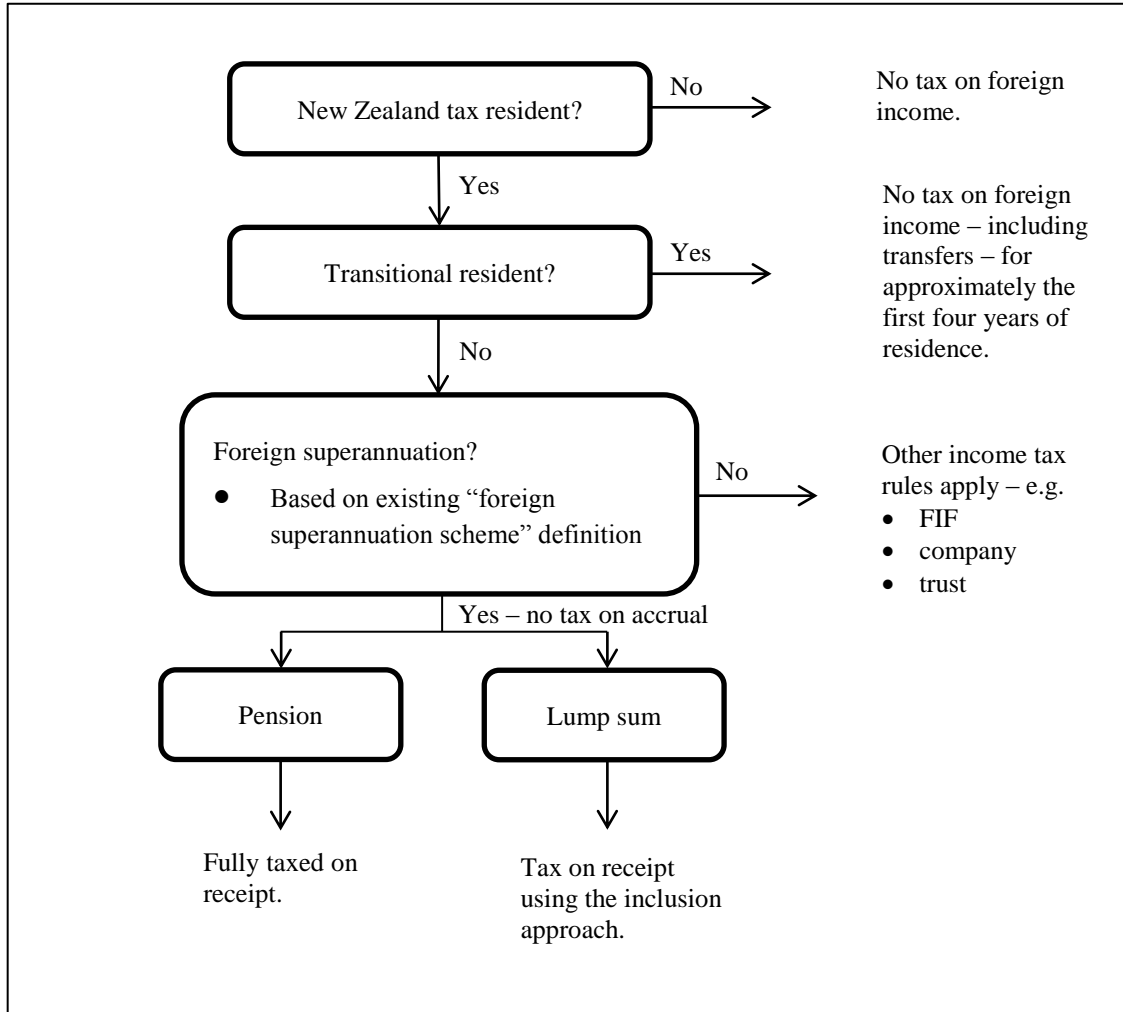 New Zealand tax resident?
No
No tax on foreign
income.
Yes
Transitional resident?
Yes
No tax on foreign
income – including
transfers – for
approximately the
first four years of
residence.
No
Foreign superannuation?
● Based on existing “foreign
superannuation scheme” definition
No
Other income tax
rules apply – e.g.
• FIF
• company
• trust
Yes – no tax on accrual
Pension
Lump sum
Fully taxed on
receipt.
Tax on receipt
using the inclusion
approach.